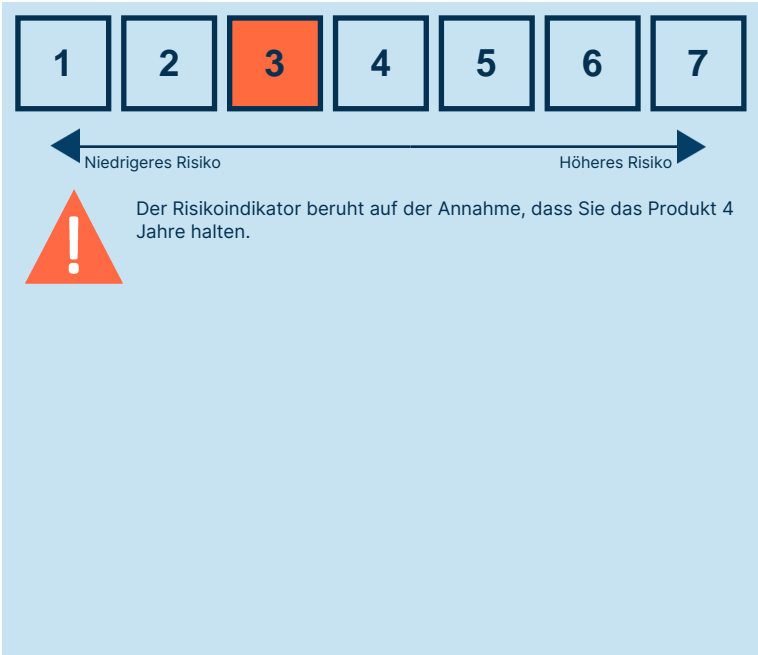 1 2 3 4 5 6 7
Niedrigeres Risiko Höheres Risiko
Der Risikoindikator beruht auf der Annahme, dass Sie das Produkt 4
Jahre halten.
!